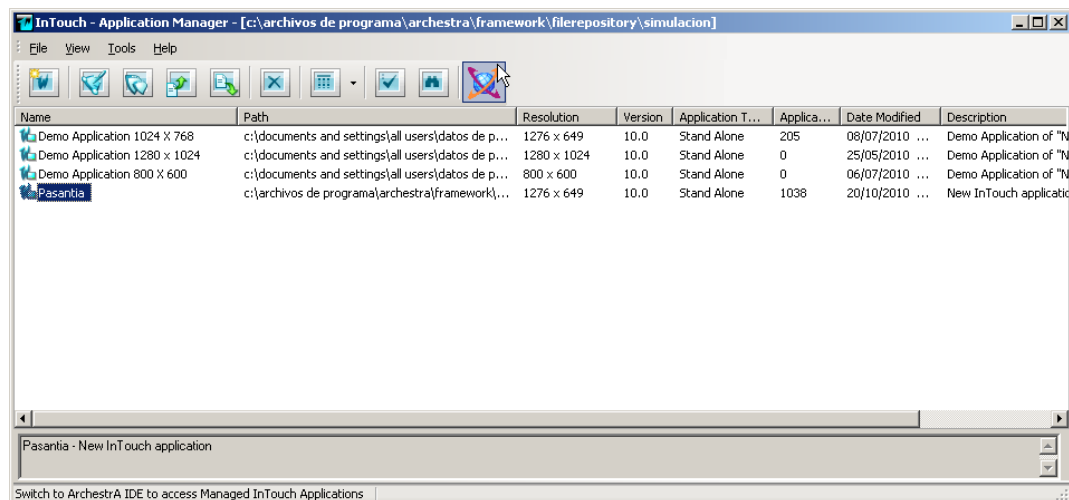 InTouch - Application Manager - [c:\archivos de programa\archestra\framework\filerepository\simulacion]
File View Tools Help
Name Path Resolution Version Application T... Applica... Date Modified Description
Demo Application 1024 X 768 c:\documents and settings\all users\datos de p... 1276 x 649 10.0 Stand Alone 205 08/07/2010 ... Demo Application of "N
Demo Application 1280 x 1024 c:\documents and settings\all users\datos de p... 1280 x 1024 10.0 Stand Alone 0 25/05/2010 ... Demo Application of "N
Demo Application 800 X 600 c:\documents and settings\all users\datos de p... 800 x 600 10.0 Stand Alone 0 06/07/2010 ... Demo Application of "N
Pasantia c:\archivos de programa\archestra\framework\... 1276 x 649 10.0 Stand Alone 1038 20/10/2010 ... New InTouch applicatic
Pasantia - New InTouch application
Switch to ArchestrA IDE to access Managed InTouch Applications